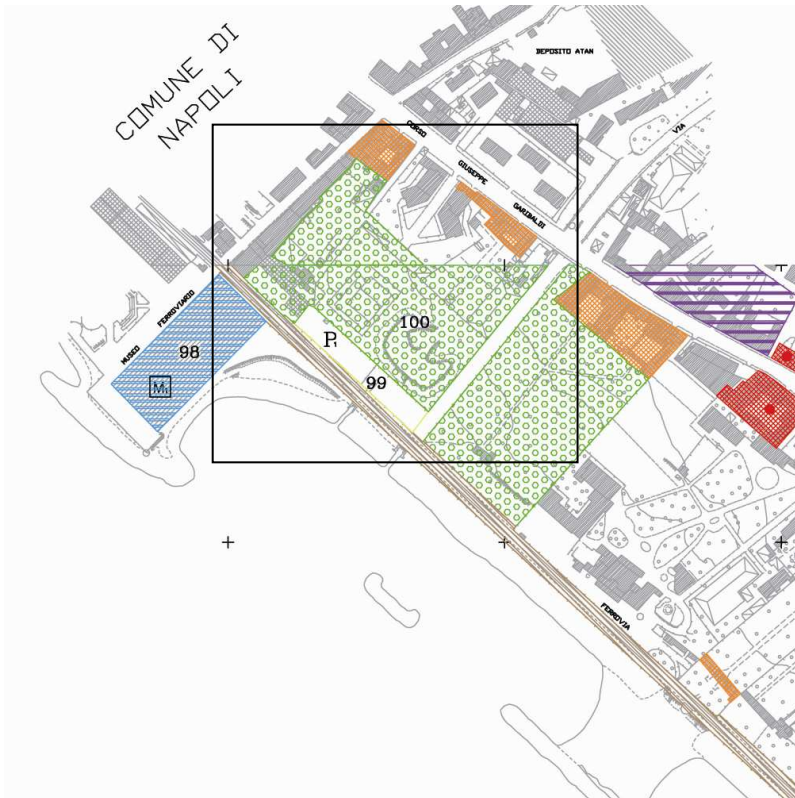 COMUNE DI
NAPOLI
DEPOSITO ATAN
VIA
CORSO
GIUSEPPE
GARIBALDI
MUSEO
FERROVIARIO
98
M
100
P
99
FERROVIA